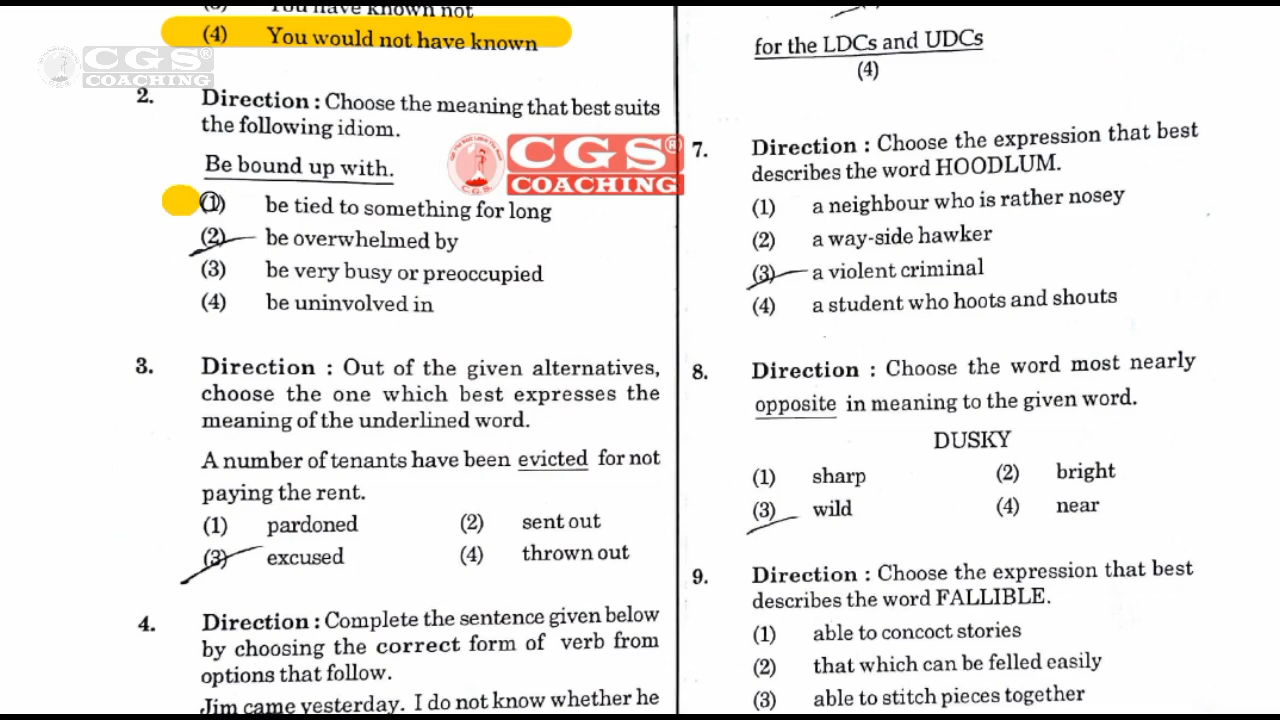 (3) You have known not
(4) You would not have known
CGS®
COACHING
2. Direction : Choose the meaning that best suits
the following idiom.
Be bound up with.
(1) be tied to something for long
(2) be overwhelmed by
(3) be very busy or preoccupied
(4) be uninvolved in
3. Direction : Out of the given alternatives,
choose the one which best expresses the
meaning of the underlined word.
A number of tenants have been evicted for not
paying the rent.
(1) pardoned (2) sent out
(3) excused (4) thrown out
4. Direction : Complete the sentence given below
by choosing the correct form of verb from
options that follow.
Jim came yesterday. I do not know whether he
CGS®
COACHING
C.G.S.
for the LDCs and UDCs
(4)
7. Direction : Choose the expression that best
describes the word HOODLUM.
(1) a neighbour who is rather nosey
(2) a way-side hawker
(3) a violent criminal
(4) a student who hoots and shouts
8. Direction : Choose the word most nearly
opposite in meaning to the given word.
DUSKY
(1) sharp (2) bright
(3) wild (4) near
9. Direction : Choose the expression that best
describes the word FALLIBLE.
(1) able to concoct stories
(2) that which can be felled easily
(3) able to stitch pieces together